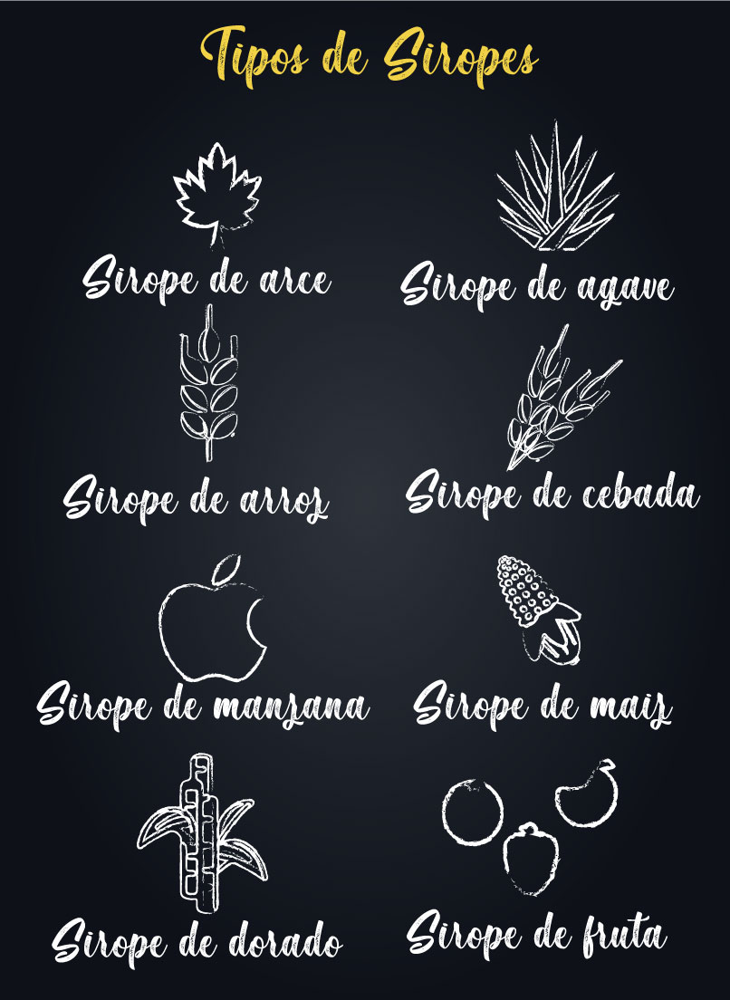 Tipos de Siropes
Sirope de arce
Sirope de agave
Sirope de arroz
Sirope de cebada
Sirope de manzana
Sirope de maiz
Sirope de dorado
Sirope de fruta